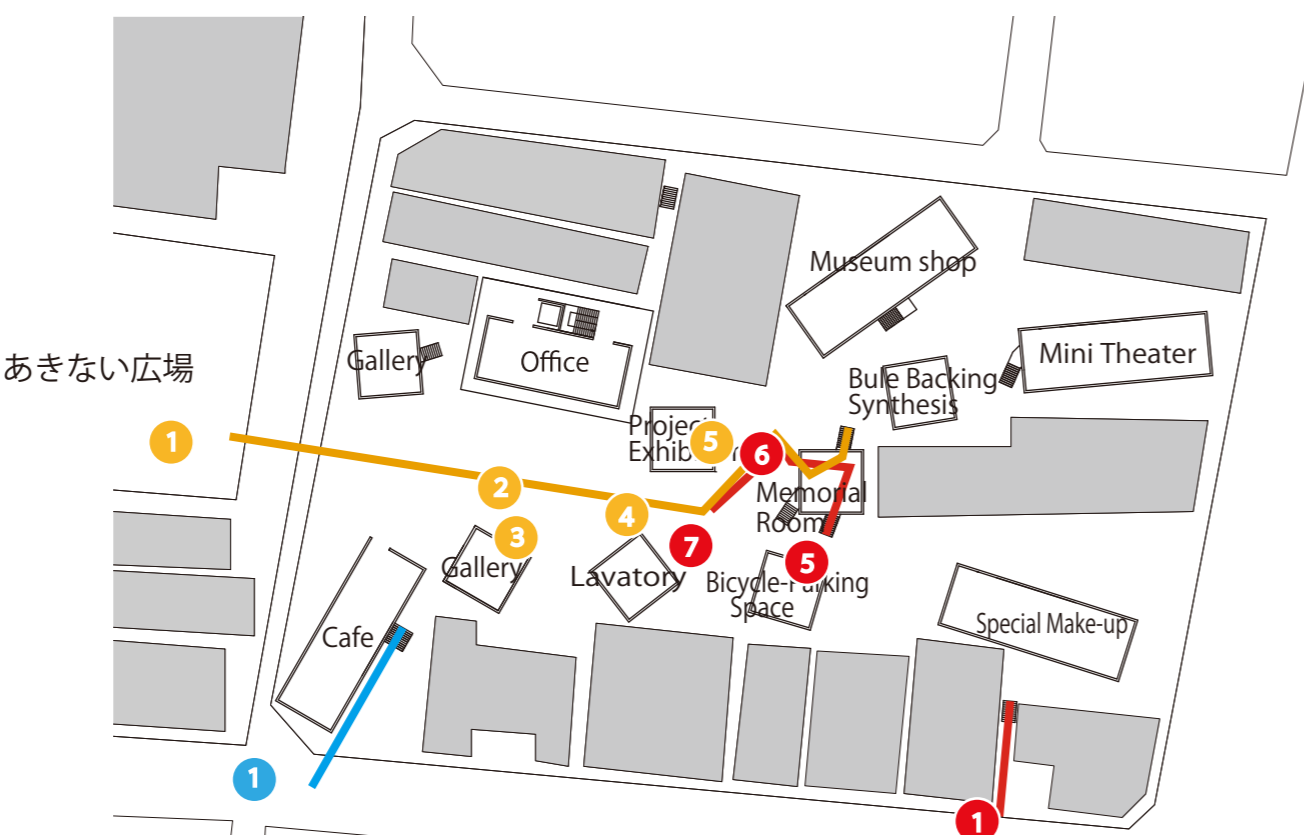 Museum shop
あきない広場
Gallery
Office
Mini Theater
Bule Backing
Synthesis
1
Project
5
6
2
Memorial
Room
4
3
7
5
Gallery
Lavatory
Bicycle-Parking
Space
Cafe
Special Make-up
1
1